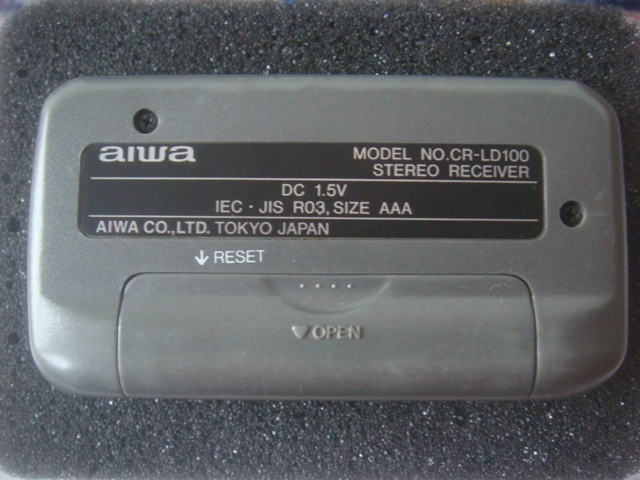 aiwa
MODEL NO.CR-LD100
STEREO RECEIVER
DC 1.5V
IEC · JIS R03, SIZE AAA
AIWA CO.,LTD. TOKYO JAPAN
↓ RESET
▽OPEN